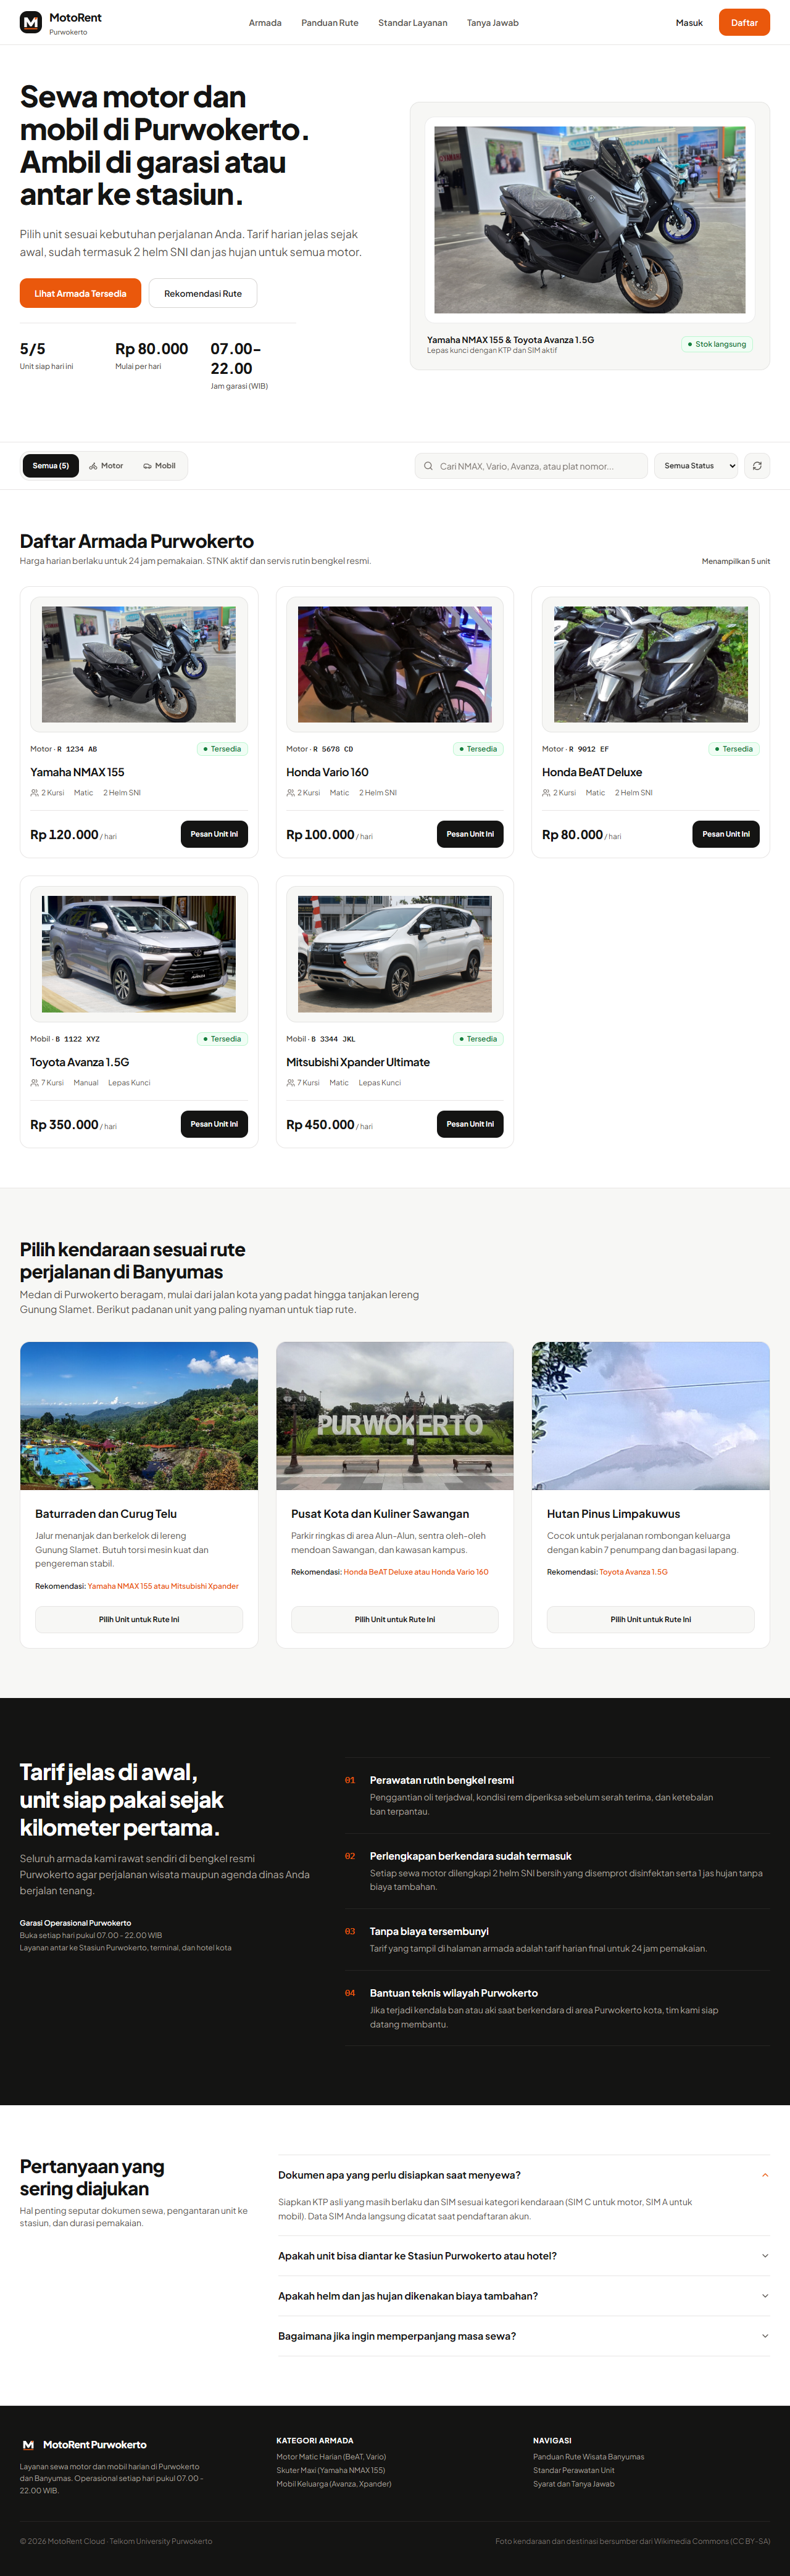 MotoRent
Purwokerto
Armada
Panduan Rute
Standar Layanan
Tanya Jawab
Masuk
Daftar
Sewa motor dan
mobil di Purwokerto.
Ambil di garasi atau
antar ke stasiun.
Pilih unit sesuai kebutuhan perjalanan Anda. Tarif harian jelas sejak
awal, sudah termasuk 2 helm SNI dan jas hujan untuk semua motor.
Lihat Armada Tersedia
Rekomendasi Rute
5/5
Unit siap hari ini
Rp 80.000
Mulai per hari
07.00–
22.00
Jam garasi (WIB)
Yamaha NMAX 155 & Toyota Avanza 1.5G
Lepas kunci dengan KTP dan SIM aktif
Stok langsung
Semua (5)
Motor
Mobil
Cari NMAX, Vario, Avanza, atau plat nomor...
Semua Status
Daftar Armada Purwokerto
Harga harian berlaku untuk 24 jam pemakaian. STNK aktif dan servis rutin bengkel resmi.
Menampilkan 5 unit
Motor · R 1234 AB
Tersedia
Yamaha NMAX 155
2 Kursi Matic 2 Helm SNI
Rp 120.000 / hari
Pesan Unit Ini
Motor · R 5678 CD
Tersedia
Honda Vario 160
2 Kursi Matic 2 Helm SNI
Rp 100.000 / hari
Pesan Unit Ini
Motor · R 9012 EF
Tersedia
Honda BeAT Deluxe
2 Kursi Matic 2 Helm SNI
Rp 80.000 / hari
Pesan Unit Ini
Mobil · B 1122 XYZ
Tersedia
Toyota Avanza 1.5G
7 Kursi Manual Lepas Kunci
Rp 350.000 / hari
Pesan Unit Ini
Mobil · B 3344 JKL
Tersedia
Mitsubishi Xpander Ultimate
7 Kursi Matic Lepas Kunci
Rp 450.000 / hari
Pesan Unit Ini
Pilih kendaraan sesuai rute
perjalanan di Banyumas
Medan di Purwokerto beragam, mulai dari jalan kota yang padat hingga tanjakan lereng
Gunung Slamet. Berikut padanan unit yang paling nyaman untuk tiap rute.
Baturraden dan Curug Telu
Jalur menanjak dan berkelok di lereng
Gunung Slamet. Butuh torsi mesin kuat dan
pengereman stabil.
Rekomendasi: Yamaha NMAX 155 atau Mitsubishi Xpander
Pilih Unit untuk Rute Ini
PURWOKERTO
Pusat Kota dan Kuliner Sawangan
Parkir ringkas di area Alun-Alun, sentra oleh-oleh
mendoan Sawangan, dan kawasan kampus.
Rekomendasi: Honda BeAT Deluxe atau Honda Vario 160
Pilih Unit untuk Rute Ini
Hutan Pinus Limpakuwus
Cocok untuk perjalanan rombongan keluarga
dengan kabin 7 penumpang dan bagasi lapang.
Rekomendasi: Toyota Avanza 1.5G
Pilih Unit untuk Rute Ini
Tarif jelas di awal,
unit siap pakai sejak
kilometer pertama.
Seluruh armada kami rawat sendiri di bengkel resmi
Purwokerto agar perjalanan wisata maupun agenda dinas Anda
berjalan tenang.
Garasi Operasional Purwokerto
Buka setiap hari pukul 07.00 - 22.00 WIB
Layanan antar ke Stasiun Purwokerto, terminal, dan hotel kota
01
Perawatan rutin bengkel resmi
Penggantian oli terjadwal, kondisi rem diperiksa sebelum serah terima, dan ketebalan
ban terpantau.
02
Perlengkapan berkendara sudah termasuk
Setiap sewa motor dilengkapi 2 helm SNI bersih yang disemprot disinfektan serta 1 jas hujan tanpa
biaya tambahan.
03
Tanpa biaya tersembunyi
Tarif yang tampil di halaman armada adalah tarif harian final untuk 24 jam pemakaian.
04
Bantuan teknis wilayah Purwokerto
Jika terjadi kendala ban atau aki saat berkendara di area Purwokerto kota, tim kami siap
datang membantu.
Pertanyaan yang
sering diajukan
Hal penting seputar dokumen sewa, pengantaran unit ke
stasiun, dan durasi pemakaian.
Dokumen apa yang perlu disiapkan saat menyewa?
Siapkan KTP asli yang masih berlaku dan SIM sesuai kategori kendaraan (SIM C untuk motor, SIM A untuk
mobil). Data SIM Anda langsung dicatat saat pendaftaran akun.
Apakah unit bisa diantar ke Stasiun Purwokerto atau hotel?
Apakah helm dan jas hujan dikenakan biaya tambahan?
Bagaimana jika ingin memperpanjang masa sewa?
MotoRent Purwokerto
Layanan sewa motor dan mobil harian di Purwokerto
dan Banyumas. Operasional setiap hari pukul 07.00 -
22.00 WIB.
KATEGORI ARMADA
Motor Matic Harian (BeAT, Vario)
Skuter Maxi (Yamaha NMAX 155)
Mobil Keluarga (Avanza, Xpander)
NAVIGASI
Panduan Rute Wisata Banyumas
Standar Perawatan Unit
Syarat dan Tanya Jawab
© 2026 MotoRent Cloud · Telkom University Purwokerto
Foto kendaraan dan destinasi bersumber dari Wikimedia Commons (CC BY-SA)